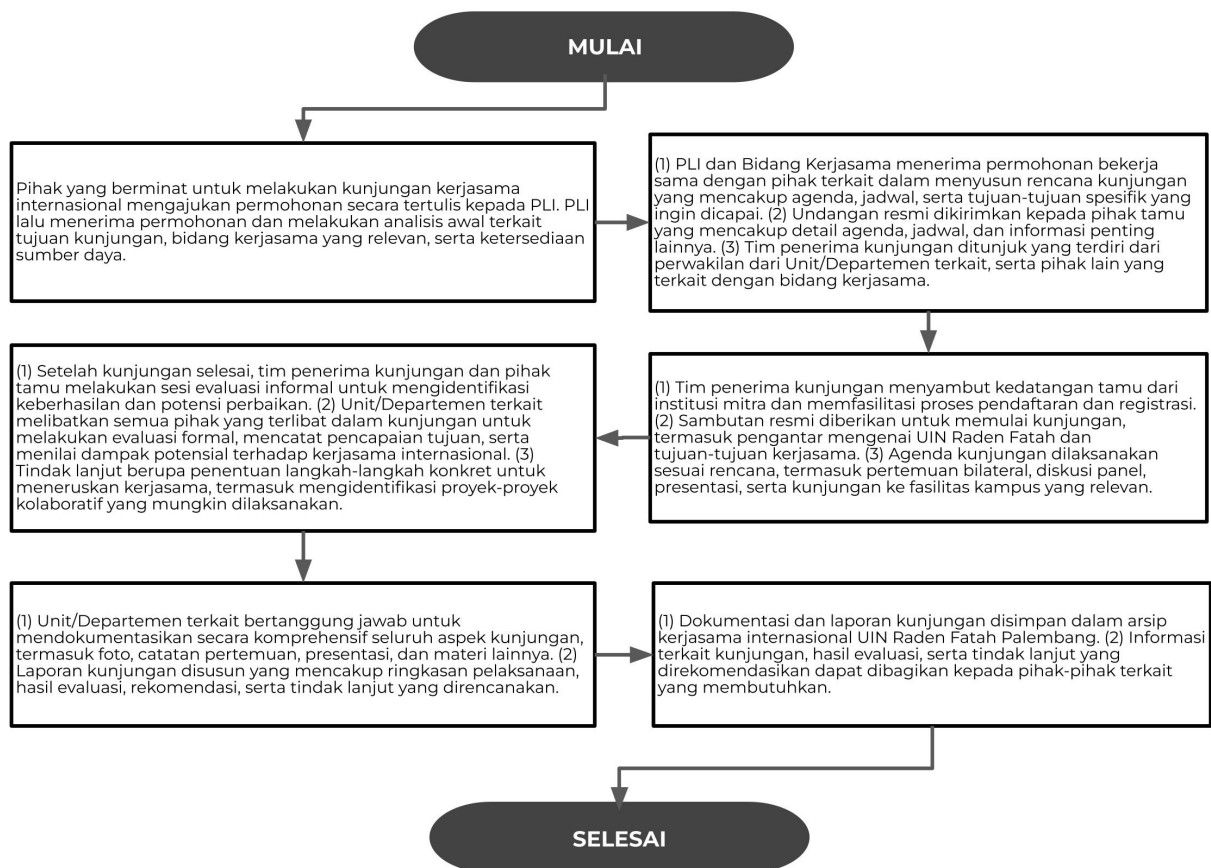 MULAI
Pihak yang berminat untuk melakukan kunjungan kerjasama
internasional mengajukan permohonan secara tertulis kepada PLI. PLI
lalu menerima permohonan dan melakukan analisis awal terkait
tujuan kunjungan, bidang kerjasama yang relevan, serta ketersediaan
sumber daya.
(1) PLI dan Bidang Kerjasama menerima permohonan bekerja
sama dengan pihak terkait dalam menyusun rencana kunjungan
yang mencakup agenda, jadwal, serta tujuan-tujuan spesifik yang
ingin dicapai. (2) Undangan resmi dikirimkan kepada pihak tamu
yang mencakup detail agenda, jadwal, dan informasi penting
lainnya. (3) Tim penerima kunjungan ditunjuk yang terdiri dari
perwakilan dari Unit/Departemen terkait, serta pihak lain yang
terkait dengan bidang kerjasama.
(1) Tim penerima kunjungan menyambut kedatangan tamu dari
institusi mitra dan memfasilitasi proses pendaftaran dan registrasi.
(2) Sambutan resmi diberikan untuk memulai kunjungan,
termasuk pengantar mengenai UIN Raden Fatah dan
tujuan-tujuan kerjasama. (3) Agenda kunjungan dilaksanakan
sesuai rencana, termasuk pertemuan bilateral, diskusi panel,
presentasi, serta kunjungan ke fasilitas kampus yang relevan.
(1) Setelah kunjungan selesai, tim penerima kunjungan dan pihak
tamu melakukan sesi evaluasi informal untuk mengidentifikasi
keberhasilan dan potensi perbaikan. (2) Unit/Departemen terkait
melibatkan semua pihak yang terlibat dalam kunjungan untuk
melakukan evaluasi formal, mencatat pencapaian tujuan, serta
menilai dampak potensial terhadap kerjasama internasional. (3)
Tindak lanjut berupa penentuan langkah-langkah konkret untuk
meneruskan kerjasama, termasuk mengidentifikasi proyek-proyek
kolaboratif yang mungkin dilaksanakan.
(1) Unit/Departemen terkait bertanggung jawab untuk
mendokumentasikan secara komprehensif seluruh aspek kunjungan,
termasuk foto, catatan pertemuan, presentasi, dan materi lainnya. (2)
Laporan kunjungan disusun yang mencakup ringkasan pelaksanaan,
hasil evaluasi, rekomendasi, serta tindak lanjut yang direncanakan.
(1) Dokumentasi dan laporan kunjungan disimpan dalam arsip
kerjasama internasional UIN Raden Fatah Palembang. (2) Informasi
terkait kunjungan, hasil evaluasi, serta tindak lanjut yang
direkomendasikan dapat dibagikan kepada pihak-pihak terkait
yang membutuhkan.
SELESAI